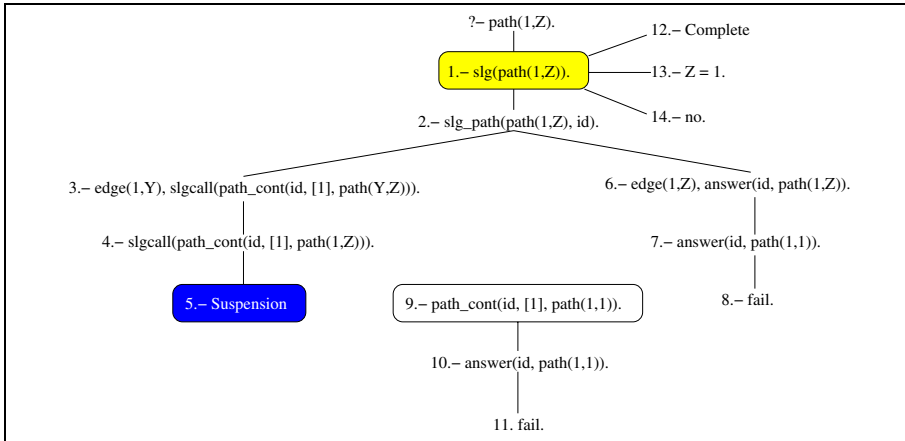 ?– path(1,Z).
12.– Complete
1.– slg(path(1,Z)).
13.– Z = 1.
14.– no.
2.– slg_path(path(1,Z), id).
3.– edge(1,Y), slgcall(path_cont(id, [1], path(Y,Z))).
6.– edge(1,Z), answer(id, path(1,Z)).
4.– slgcall(path_cont(id, [1], path(1,Z))).
7.– answer(id, path(1,1)).
5.– Suspension
9.– path_cont(id, [1], path(1,1)).
8.– fail.
10.– answer(id, path(1,1)).
11. fail.